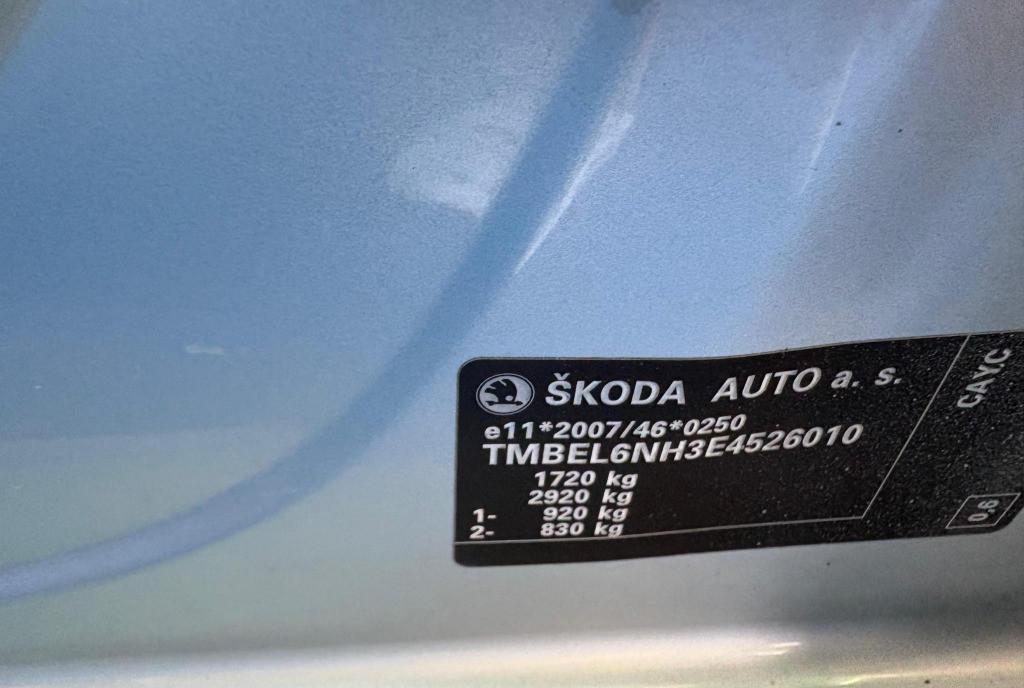 ŠKODA AUTO a. s.
e11*2007/46*0250
TMBEL6NH3E4526010
1720 kg
2920 kg
1- 920 kg
2- 830 kg
CAYC
0,6